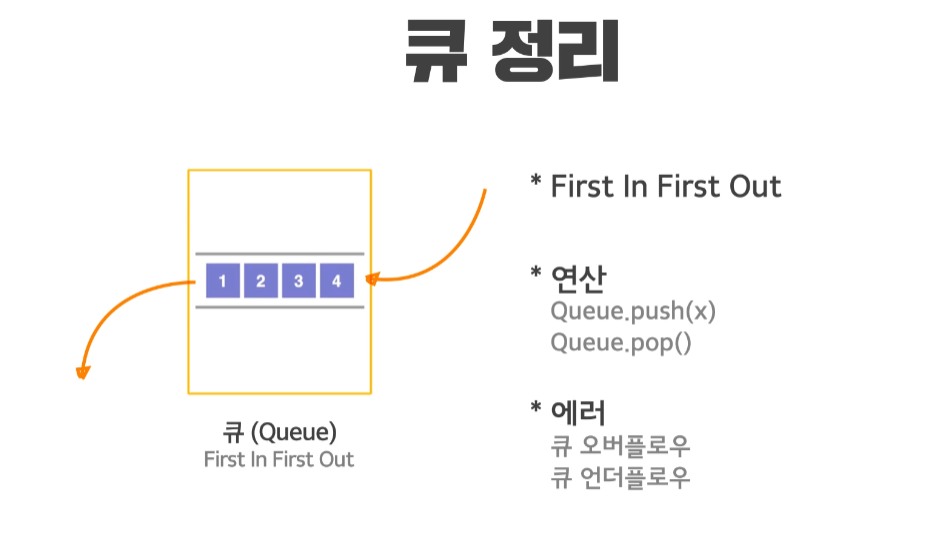 큐 정리
1 2 3 4
큐 (Queue)
First In First Out
* First In First Out
* 연산
Queue.push(x)
Queue.pop()
* 에러
큐 오버플로우
큐 언더플로우